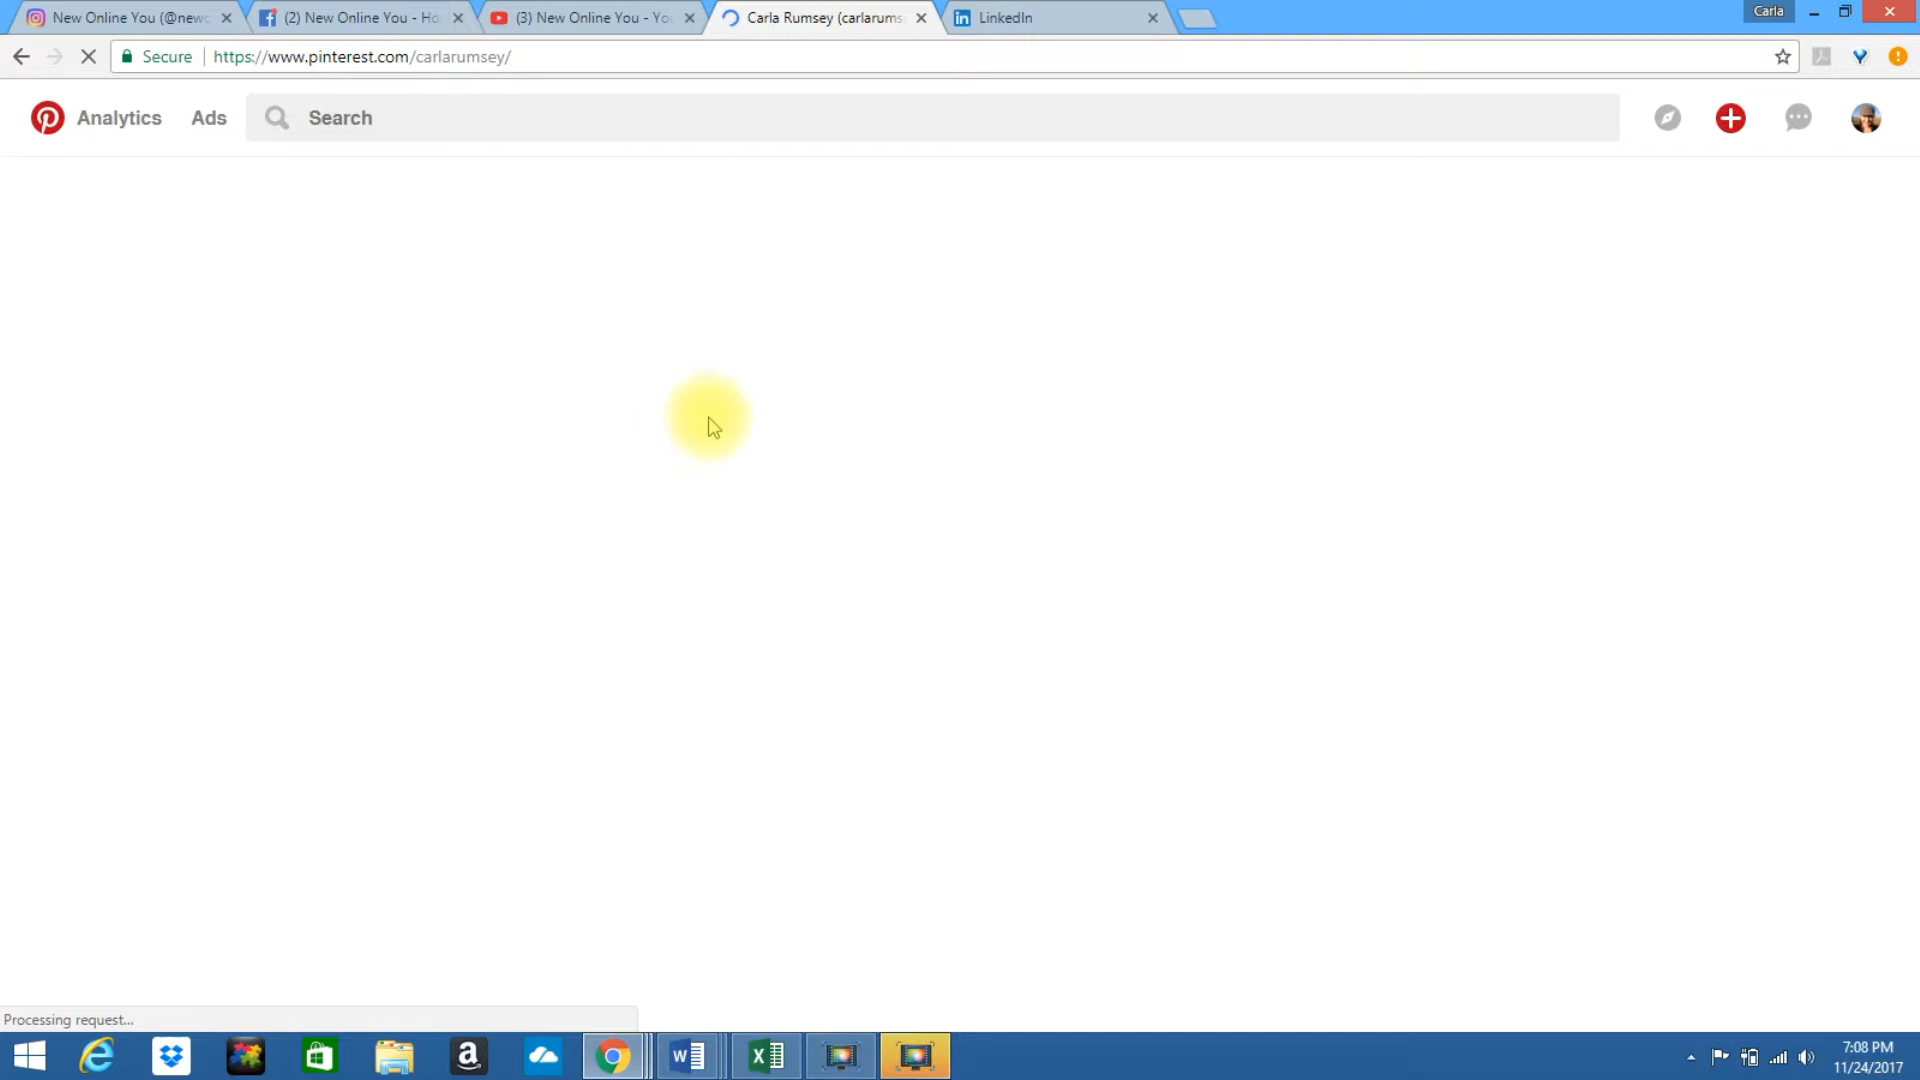 New Online You (@newo
(2) New Online You - Ho
(3) New Online You - You
Carla Rumsey (carlarums
LinkedIn
Carla
Secure
https://www.pinterest.com/carlarumsey/
Analytics
Ads
Search
Processing request...
7:08 PM
11/24/2017